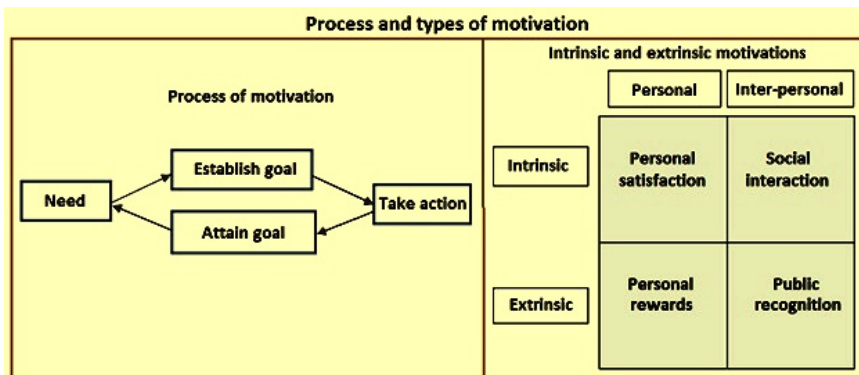 Process and types of motivation
Process of motivation
Need
Establish goal
Attain goal
Take action
Intrinsic and extrinsic motivations
Personal
Inter-personal
Intrinsic
Personal
satisfaction
Social
interaction
Extrinsic
Personal
rewards
Public
recognition